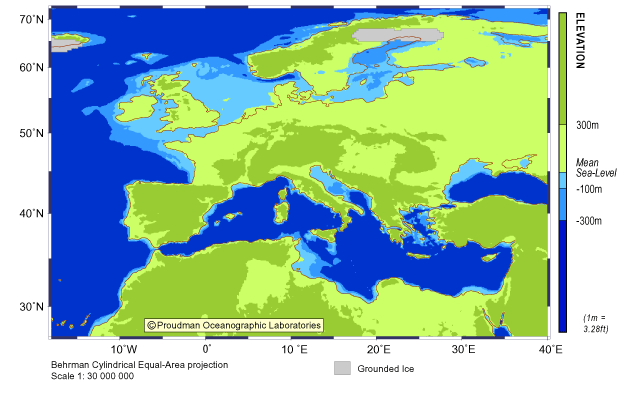 70°N
60°N
50°N
40°N
30°N
10°W
0°
10°E
20°E
30°E
40°E
ELEVATION
300m
Mean
Sea-Level
-100m
-300m
(1m =
3.28ft)
©Proudman Oceanographic Laboratories
Behrman Cylindrical Equal-Area projection
Scale 1: 30 000 000
Grounded Ice